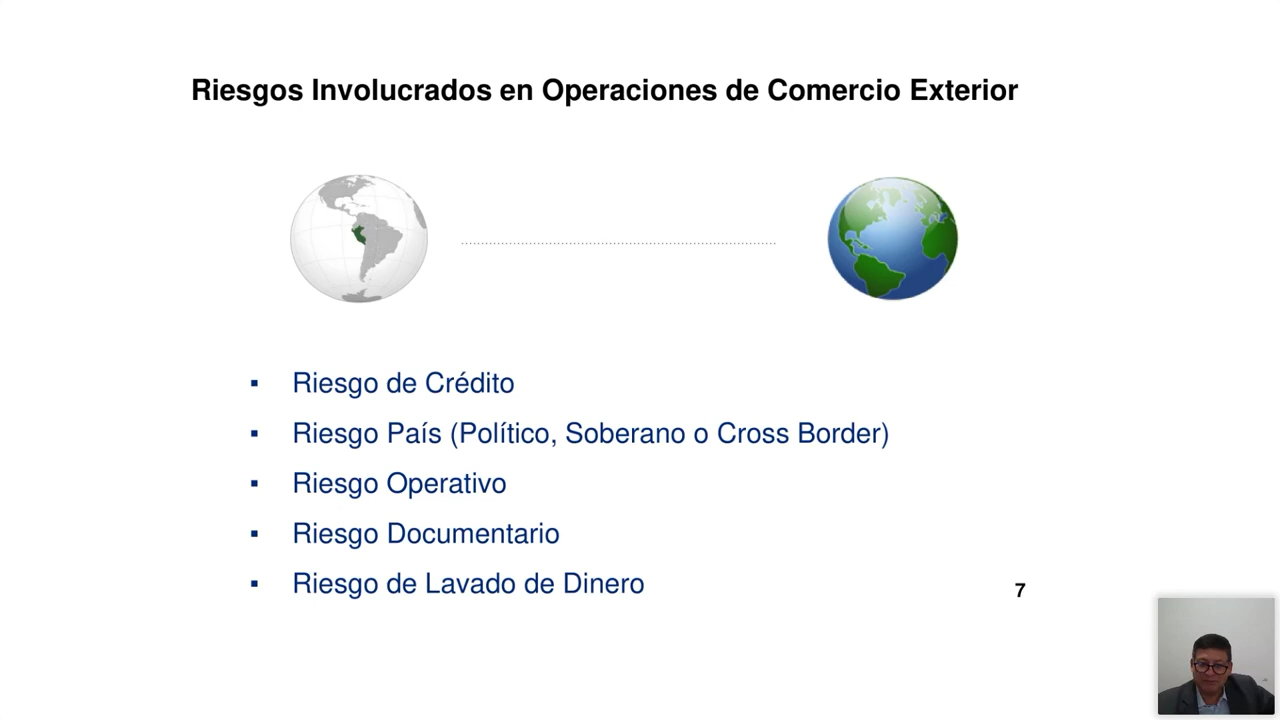 Riesgos Involucrados en Operaciones de Comercio Exterior
▪ Riesgo de Crédito
▪ Riesgo País (Político, Soberano o Cross Border)
▪ Riesgo Operativo
▪ Riesgo Documentario
▪ Riesgo de Lavado de Dinero
7